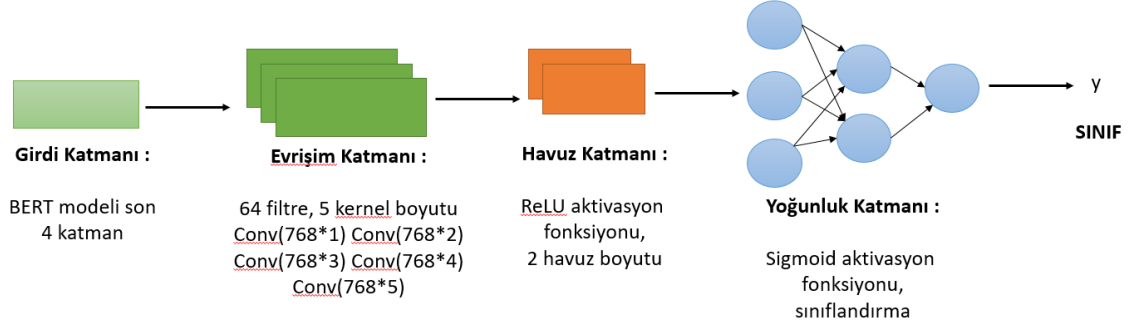 Girdi Katmanı :
BERT modeli son
4 katman
Evrişim Katmanı :
64 filtre, 5 kernel boyutu
Conv(768*1) Conv(768*2)
Conv(768*3) Conv(768*4)
Conv(768*5)
Havuz Katmanı :
ReLU aktivasyon
fonksiyonu,
2 havuz boyutu
Yoğunluk Katmanı :
Sigmoid aktivasyon
fonksiyonu,
sınıflandırma
y
SINIF